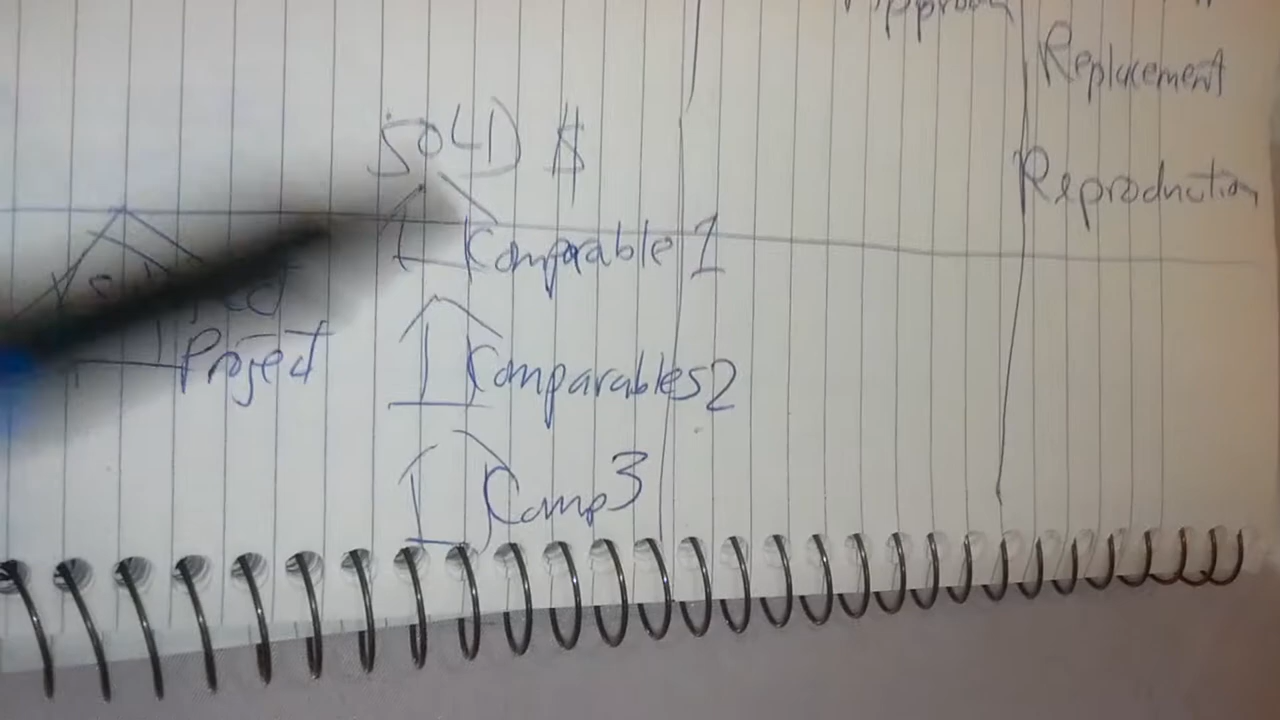 Replacement
SOLD $
Reproduction
Comparable 1
Project
Comparables 2
Comp 3